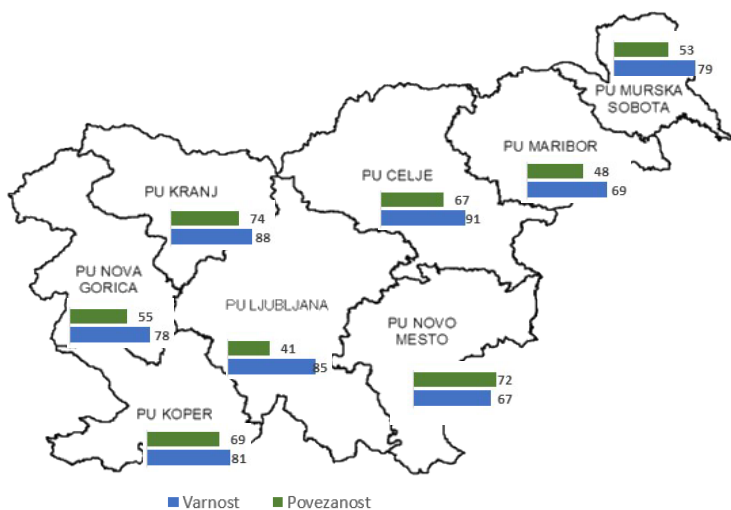 53
79
PU MURSKA
SOBOTA
PU MARIBOR
48
69
PU CELJE
67
91
PU KRANJ
74
88
PU NOVA
GORICA
55
78
PU LJUBLJANA
41
85
PU NOVO
MESTO
72
67
PU KOPER
69
81
Varnost Povezanost